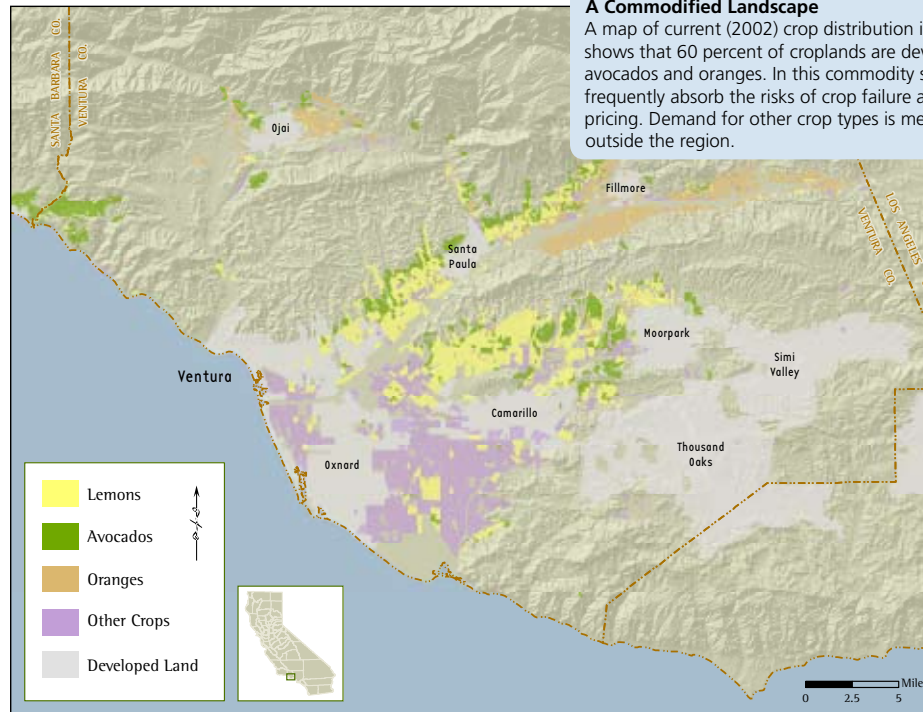 A Commodified Landscape
A map of current (2002) crop distribution i
shows that 60 percent of croplands are dev
avocados and oranges. In this commodity s
frequently absorb the risks of crop failure a
pricing. Demand for other crop types is me
outside the region.
SANTA BARBARA CO.
VENTURA CO.
Ojai
Fillmore
LOS ANGELES
VENTURA CO.
Santa
Paula
Moorpark
Simi
Valley
Ventura
Camarillo
Thousand
Oaks
Oxnard
Lemons
Avocados
Oranges
Other Crops
Developed Land
Mile
0 2.5 5